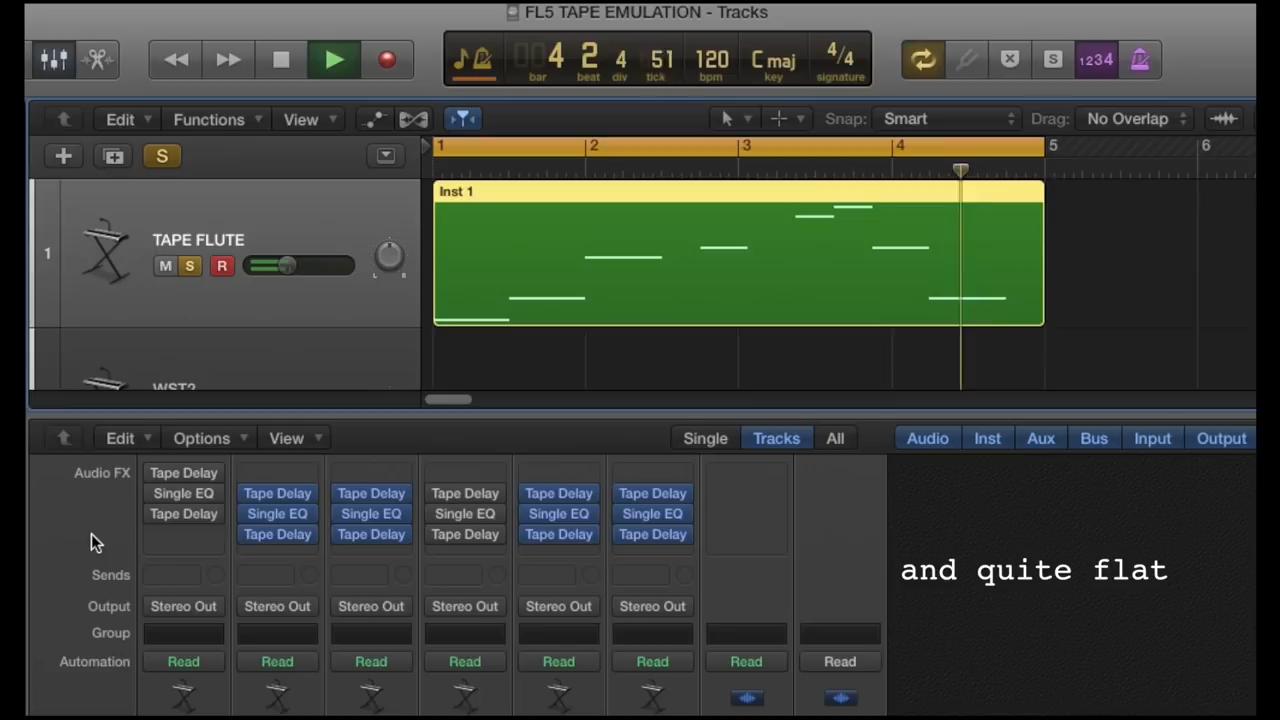 FL5 TAPE EMULATION - Tracks
4 2 4 51 120 Cmaj 4/4
bar beat div tick bpm key signature
S 1234
Edit Functions View Snap: Smart Drag: No Overlap
S 1 2 3 4 5 6
Inst 1
1 TAPE FLUTE
M S R
L R
WST2
Edit Options View Single Tracks All Audio Inst Aux Bus Input Output
Audio FX Tape Delay
Single EQ Tape Delay Tape Delay Tape Delay Tape Delay Tape Delay
Tape Delay Single EQ Single EQ Single EQ Single EQ Single EQ
Tape Delay Tape Delay Tape Delay Tape Delay Tape Delay
and quite flat
Sends
Output Stereo Out Stereo Out Stereo Out Stereo Out Stereo Out Stereo Out
Group
Automation Read Read Read Read Read Read Read Read